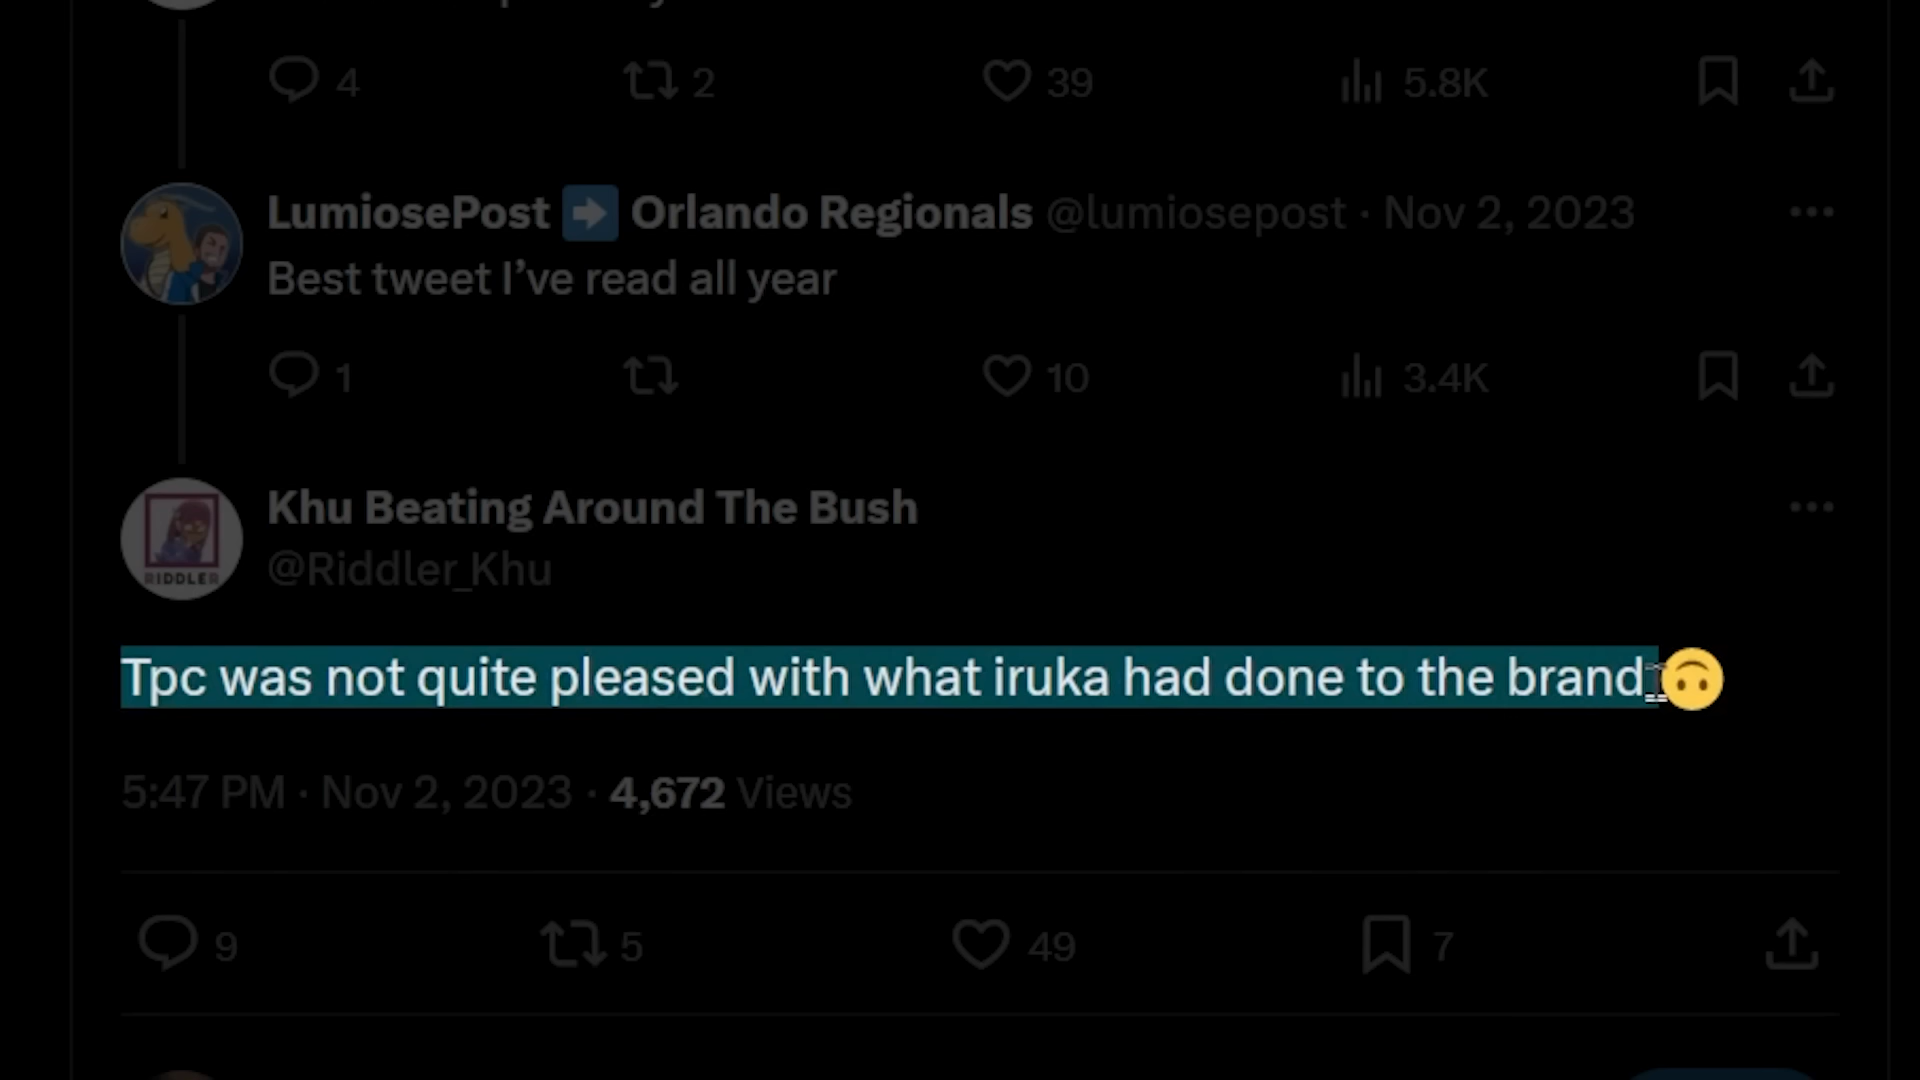 4 2 39 5.8K
LumiosePost ➡️ Orlando Regionals @lumiosepost · Nov 2, 2023
Best tweet I’ve read all year
1 10 3.4K
Khu Beating Around The Bush
@Riddler_Khu
RIDDLER
Tpc was not quite pleased with what iruka had done to the brand. 🙃
5:47 PM · Nov 2, 2023 · 4,672 Views
9 5 49 7